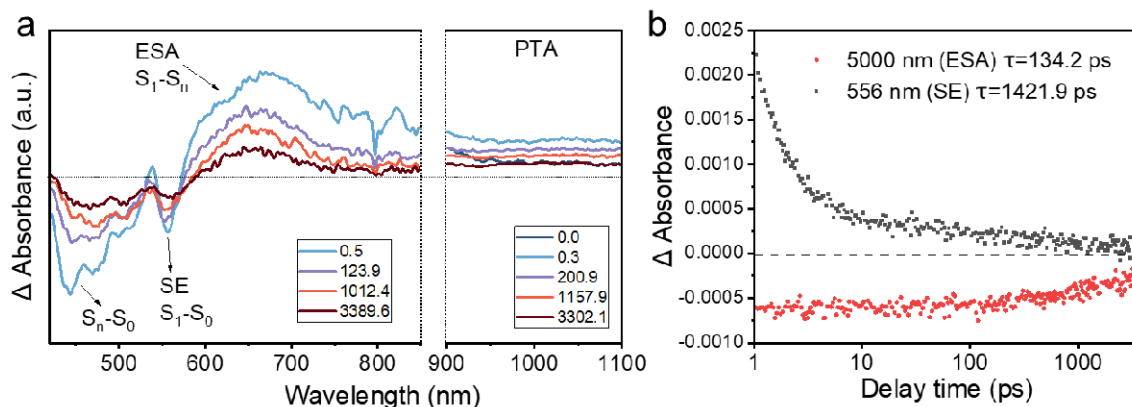 a
ESA
S1-Sn
PTA
Δ Absorbance (a.u.)
Sn-S0
SE
S1-S0
0.5
123.9
1012.4
3389.6
0.0
0.3
200.9
1157.9
3302.1
500 600 700 800 900 1000 1100
Wavelength (nm)
b
5000 nm (ESA) τ=134.2 ps
556 nm (SE) τ=1421.9 ps
Δ Absorbance
0.0025
0.0020
0.0015
0.0010
0.0005
0.0000
-0.0005
-0.0010
1 10 100 1000
Delay time (ps)